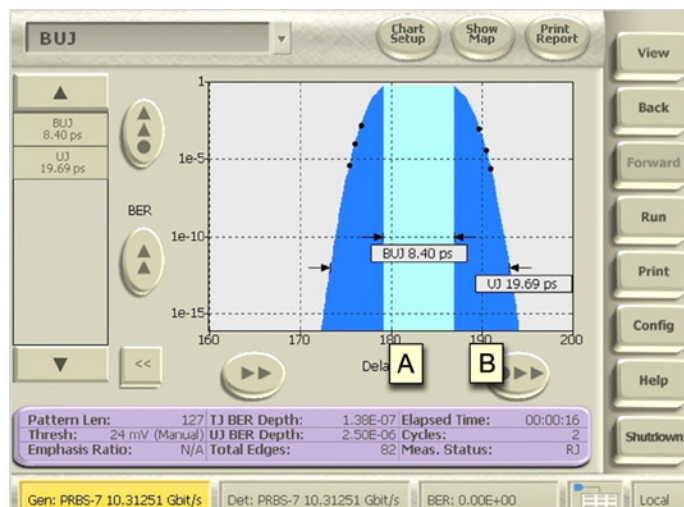 BUJ
Chart Setup
Show Map
Print Report
View
Back
Forward
Run
Print
Config
Help
Shutdown
BUJ
8.40 ps
UJ
19.69 ps
BER
<<
1
1e-5
1e-10
1e-15
160
170
180
190
200
BUJ 8.40 ps
UJ 19.69 ps
Dela
A
B
Pattern Len: 127 TJ BER Depth: 1.38E-07 Elapsed Time: 00:00:16
Thresh: 24 mV (Manual) UJ BER Depth: 2.50E-06 Cycles: 2
Emphasis Ratio: N/A Total Edges: 82 Meas. Status: RJ
Gen: PRBS-7 10.31251 Gbit/s Det: PRBS-7 10.31251 Gbit/s BER: 0.00E+00 Local